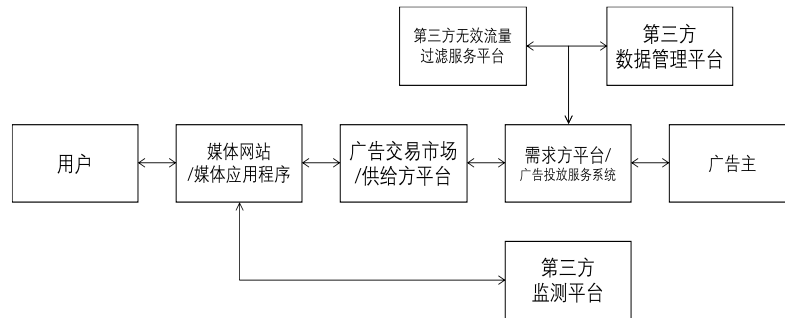 第三方无效流量
过滤服务平台
第三方
数据管理平台
用户
媒体网站
/媒体应用程序
广告交易市场
/供给方平台
需求方平台/
广告投放服务系统
广告主
第三方
监测平台